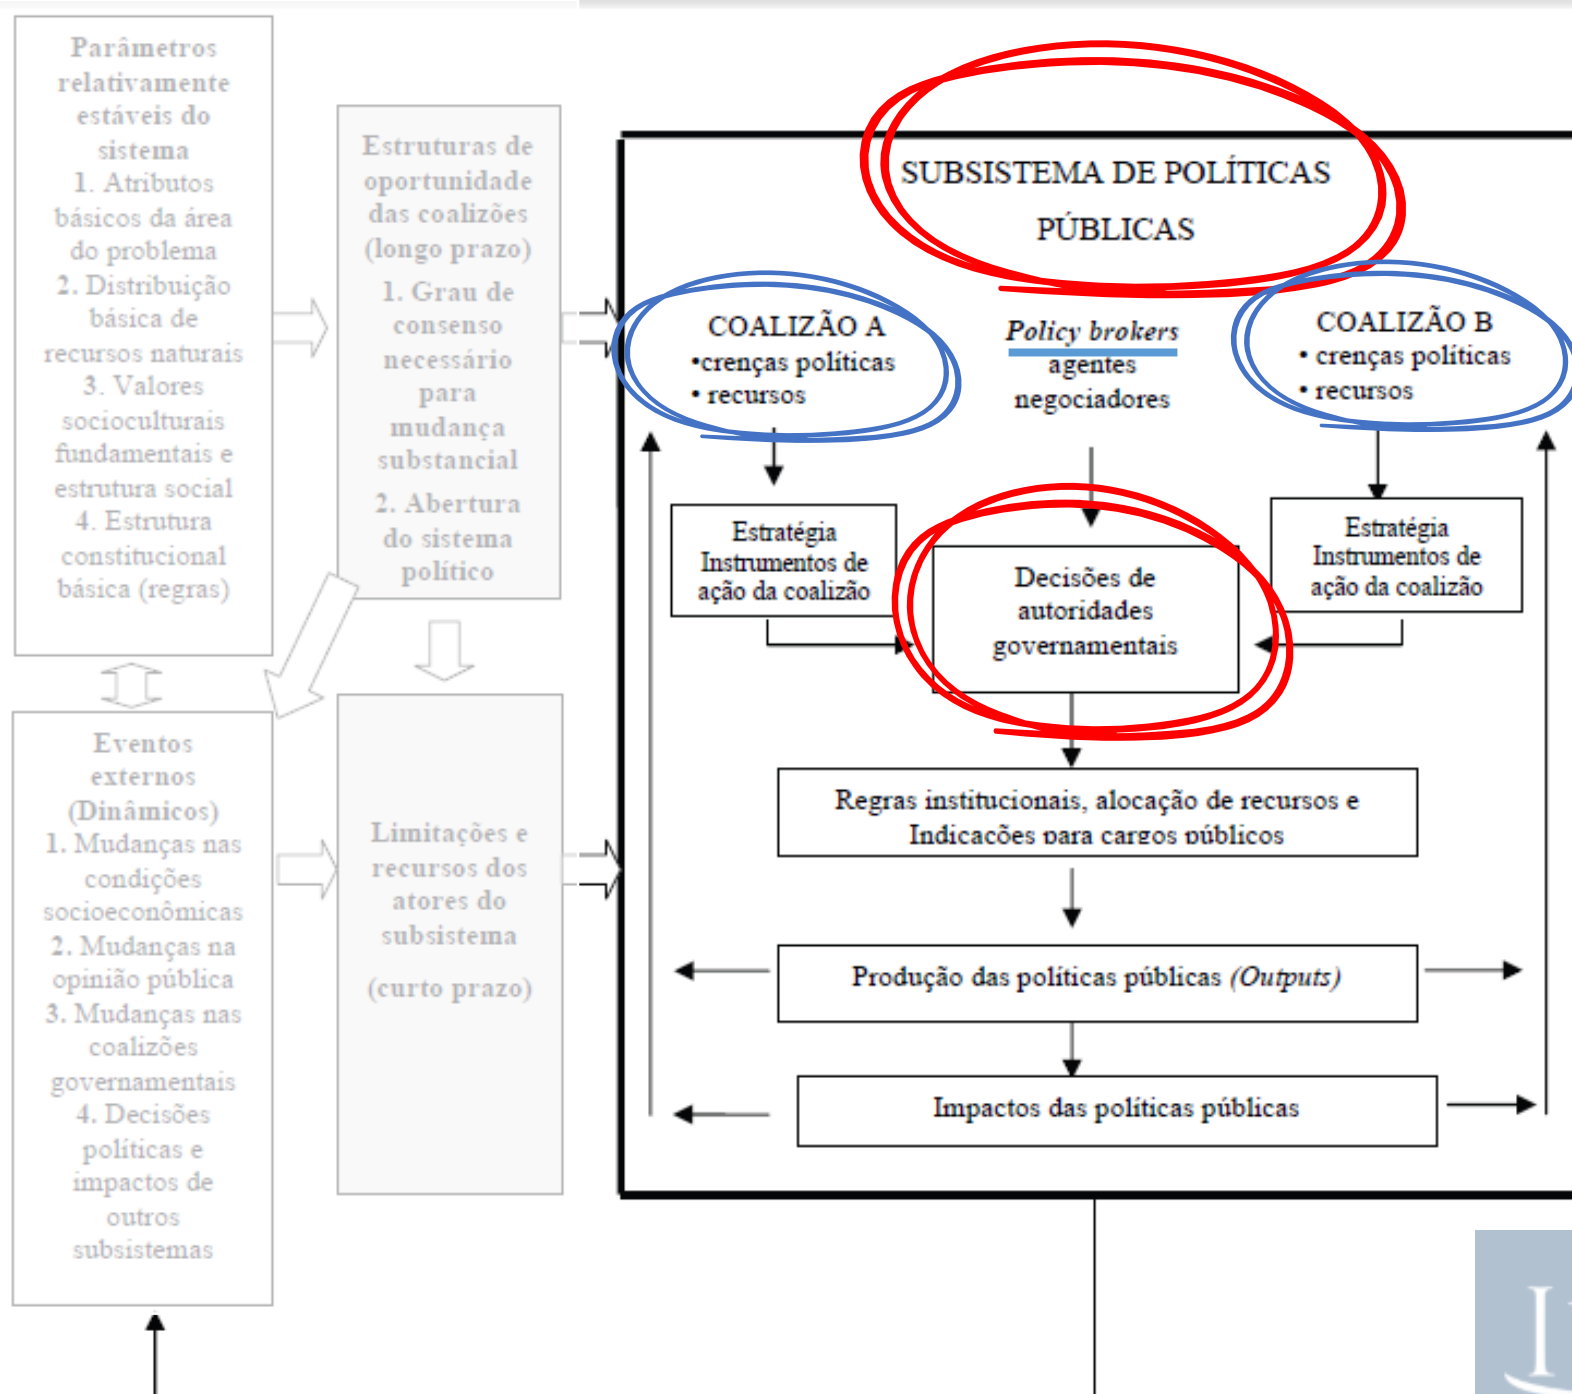 Parâmetros
relativamente
estáveis do
sistema
1. Atributos
básicos da área
do problema
2. Distribuição
básica de
recursos naturais
3. Valores
socioculturais
fundamentais e
estrutura social
4. Estrutura
constitucional
básica (regras)
Eventos
externos
(Dinâmicos)
1. Mudanças nas
condições
socioeconômicas
2. Mudanças na
opinião pública
3. Mudanças nas
coalizões
governamentais
4. Decisões
políticas e
impactos de
outros
subsistemas
Estruturas de
oportunidade
das coalizões
(longo prazo)
1. Grau de
consenso
necessário
para
mudança
substancial
2. Abertura
do sistema
político
Limitações e
recursos dos
atores do
subsistema
(curto prazo)
SUBSISTEMA DE POLÍTICAS
PÚBLICAS
COALIZÃO A
•crenças políticas
• recursos
Policy brokers
agentes
negociadores
COALIZÃO B
• crenças políticas
• recursos
Estratégia
Instrumentos de
ação da coalizão
Decisões de
autoridades
governamentais
Estratégia
Instrumentos de
ação da coalizão
Regras institucionais, alocação de recursos e
Indicações para cargos públicos
Produção das políticas públicas (Outputs)
Impactos das políticas públicas